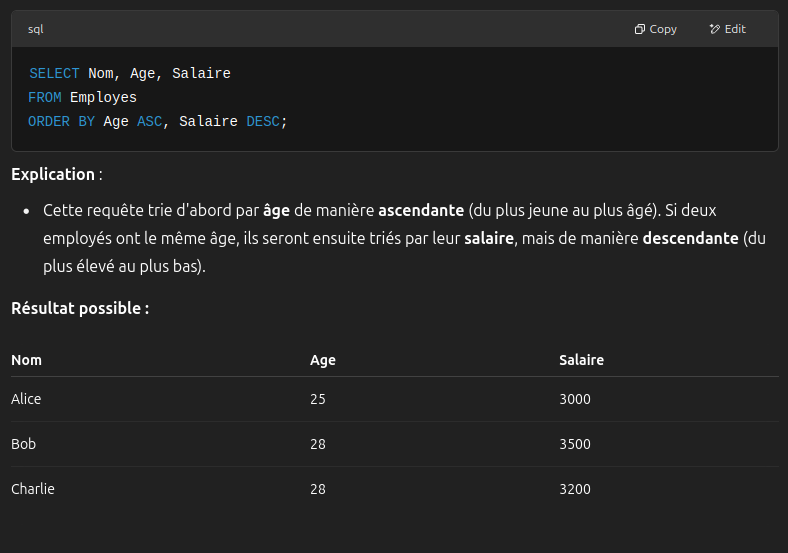 sql Copy Edit
SELECT Nom, Age, Salaire
FROM Employes
ORDER BY Age ASC, Salaire DESC;
Explication :
• Cette requête trie d'abord par âge de manière ascendante (du plus jeune au plus âgé). Si deux
employés ont le même âge, ils seront ensuite triés par leur salaire, mais de manière descendante (du
plus élevé au plus bas).
Résultat possible :
Nom Age Salaire
Alice 25 3000
Bob 28 3500
Charlie 28 3200